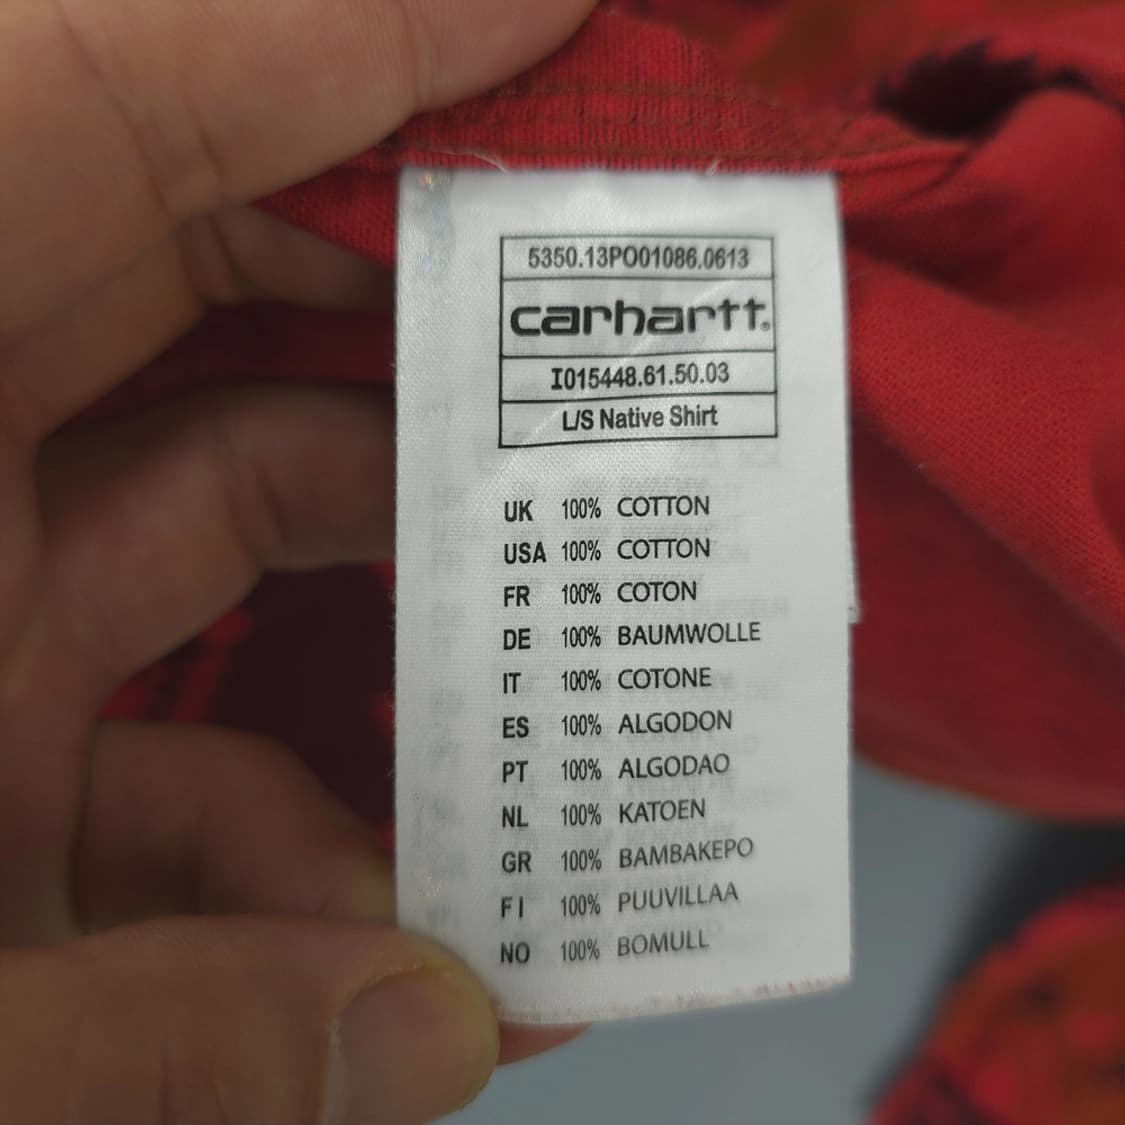 5350.13PO01086.0613
carhartt®
I015448.61.50.03
L/S Native Shirt
UK 100% COTTON
USA 100% COTTON
FR 100% COTON
DE 100% BAUMWOLLE
IT 100% COTONE
ES 100% ALGODON
PT 100% ALGODAO
NL 100% KATOEN
GR 100% BAMBAKEPO
FI 100% PUUVILLAA
NO 100% BOMULL